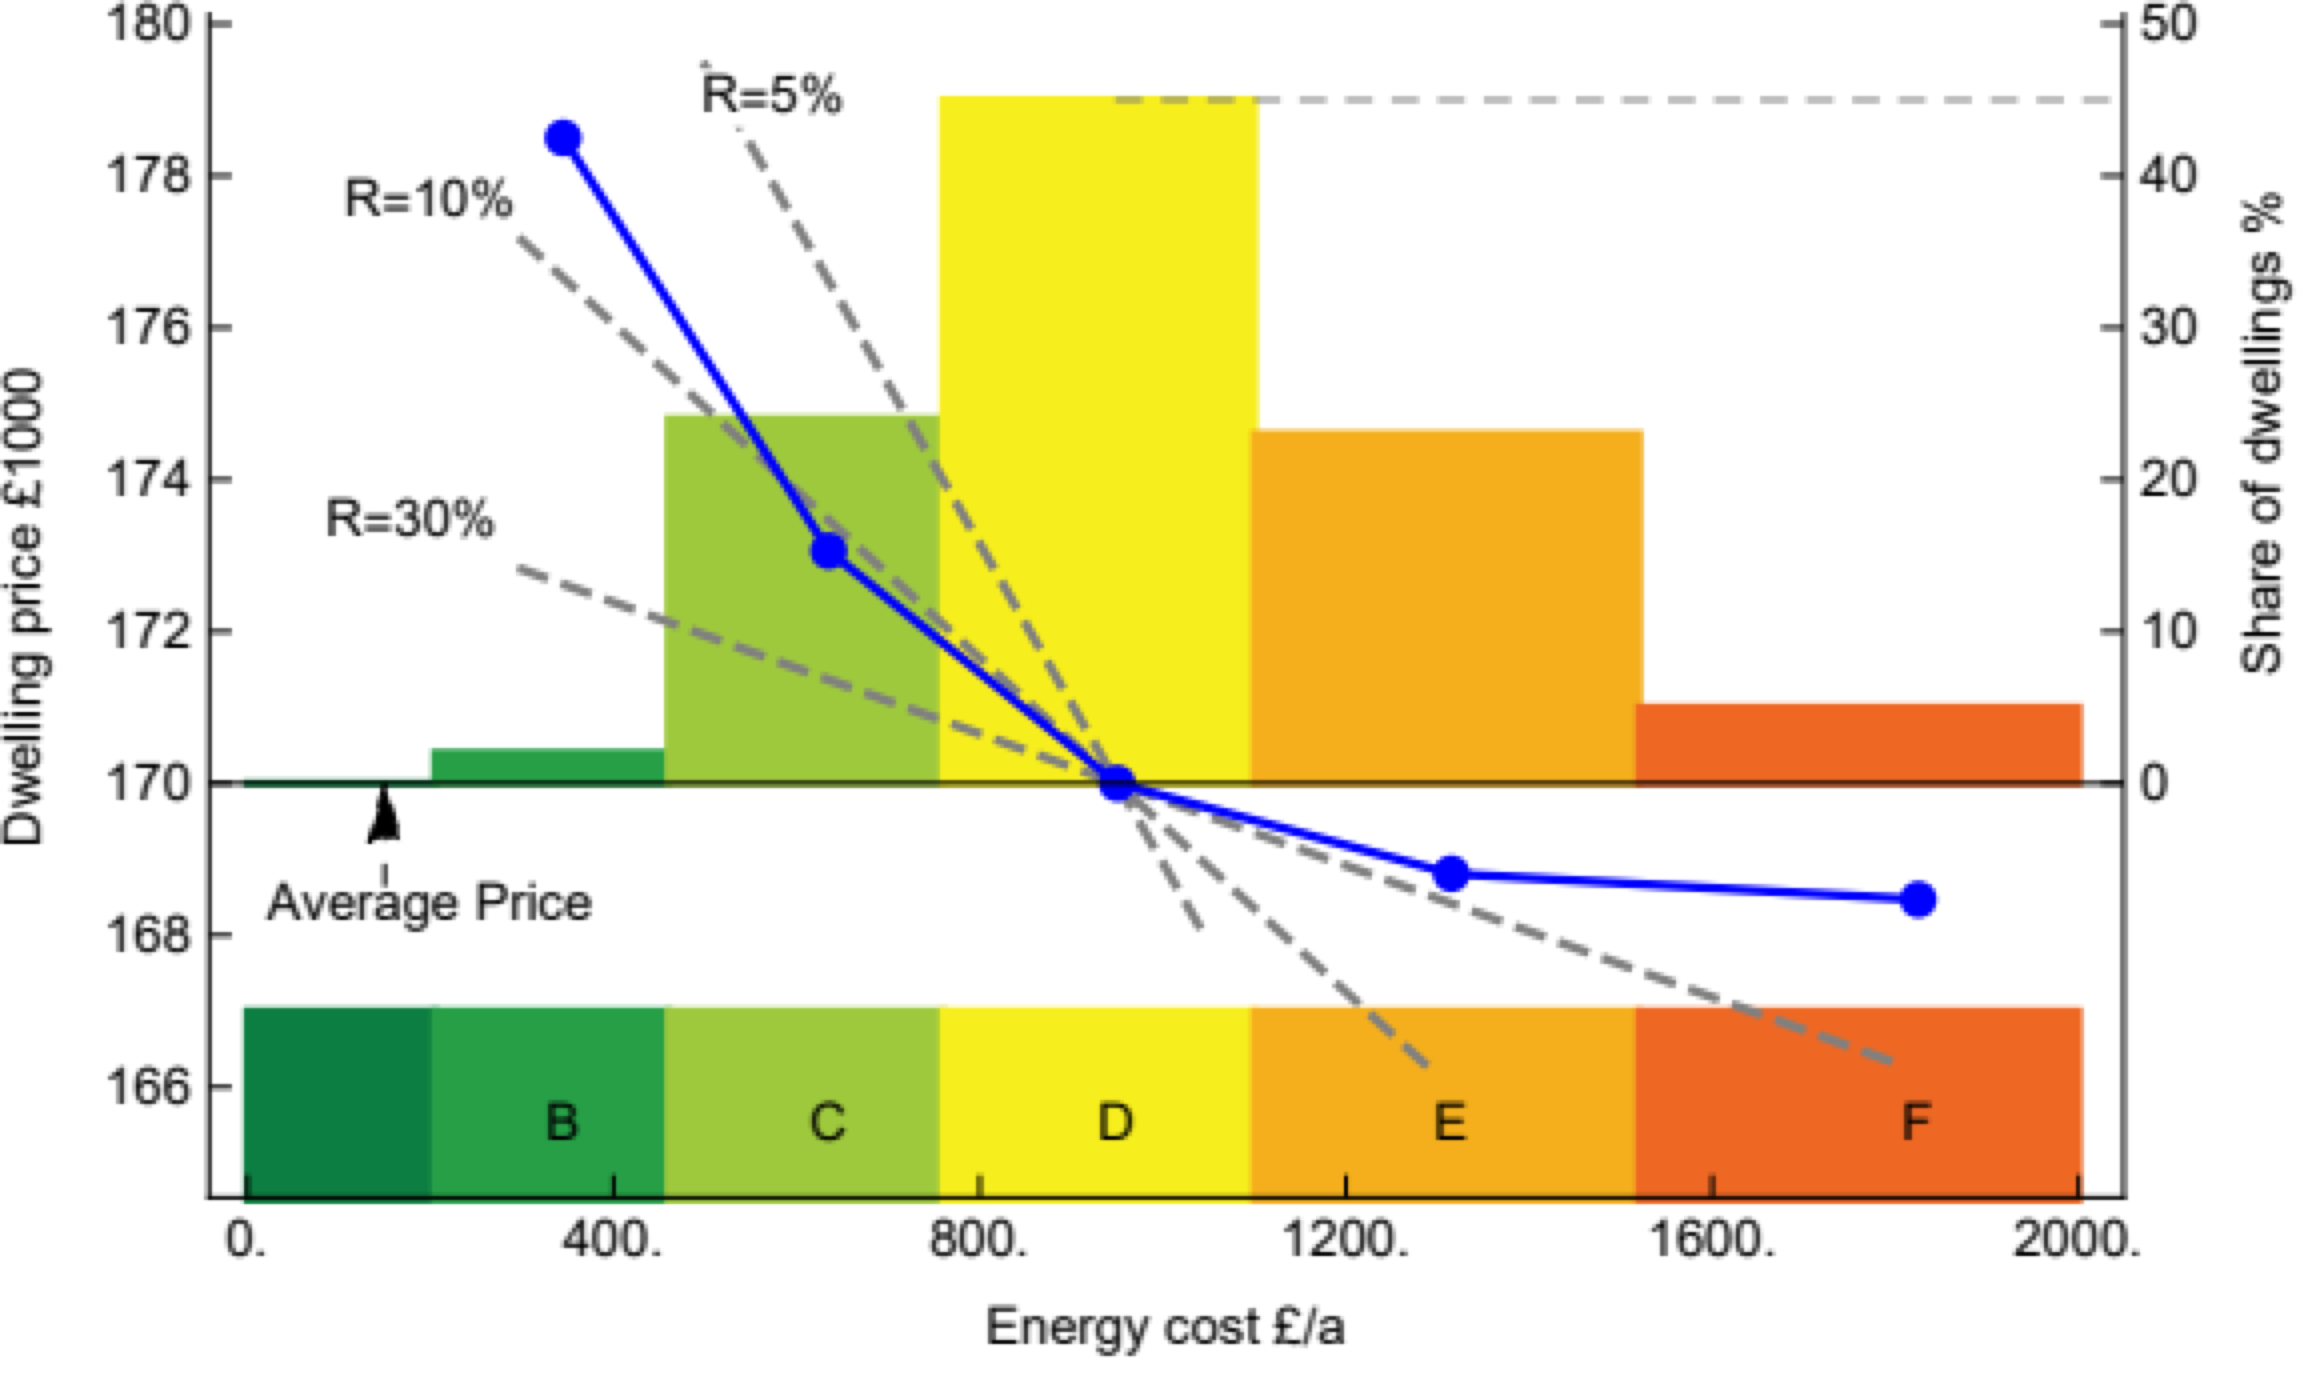 180
178
176
174
172
170
168
166
Dwelling price £1000
R=5%
R=10%
R=30%
Average Price
B
C
D
E
F
50
40
30
20
10
0
Share of dwellings %
0.
400.
800.
1200.
1600.
2000.
Energy cost £/a